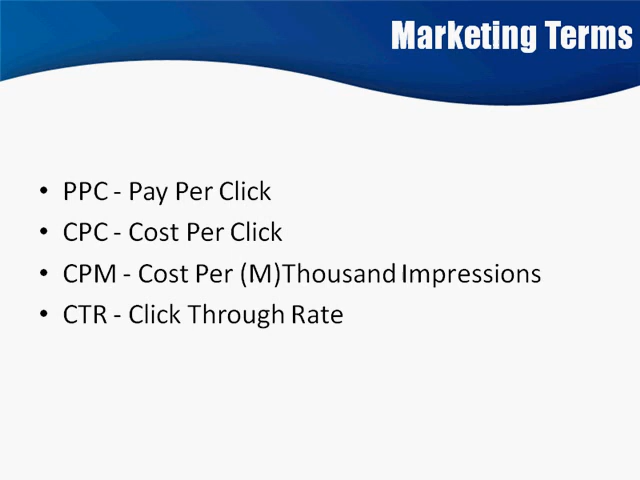 Marketing Terms
• PPC - Pay Per Click
• CPC - Cost Per Click
• CPM - Cost Per (M)Thousand Impressions
• CTR - Click Through Rate